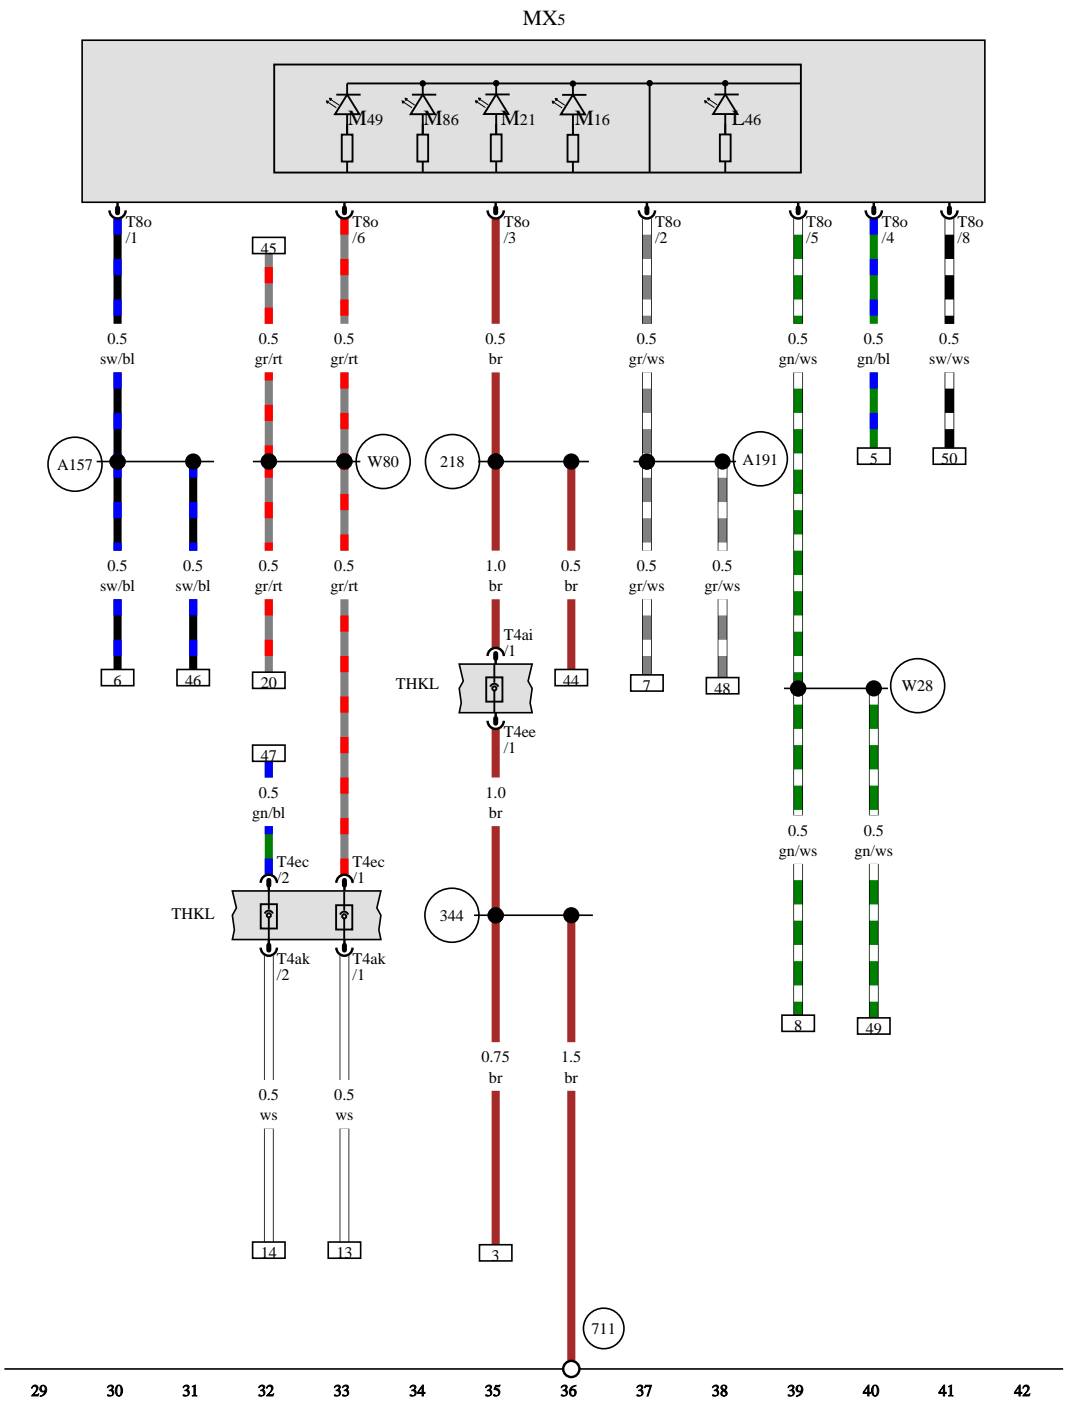 MX5
M49 M86 M21 M16 L46
T8o T8o T8o T8o T8o T8o T8o
/1 /6 /3 /2 /5 /4 /8
45
0.5 0.5 0.5 0.5 0.5 0.5 0.5 0.5
sw/bl gr/rt gr/rt br gr/ws gn/ws gn/bl sw/ws
5 50
A157 W80 218 A191
0.5 0.5 0.5 0.5 1.0 0.5 0.5 0.5
sw/bl sw/bl gr/rt gr/rt br br gr/ws gr/ws
T4ai
/1
6 46 20 44 7 48
THKL
W28
T4ee
/1
47
0.5 1.0
gn/bl br
0.5 0.5
gn/ws gn/ws
T4ec T4ec
/2 /1
THKL
344
T4ak T4ak
/2 /1
8 49
0.75 1.5
br br
0.5 0.5
ws ws
14 13 3
711
29 30 31 32 33 34 35 36 37 38 39 40 41 42